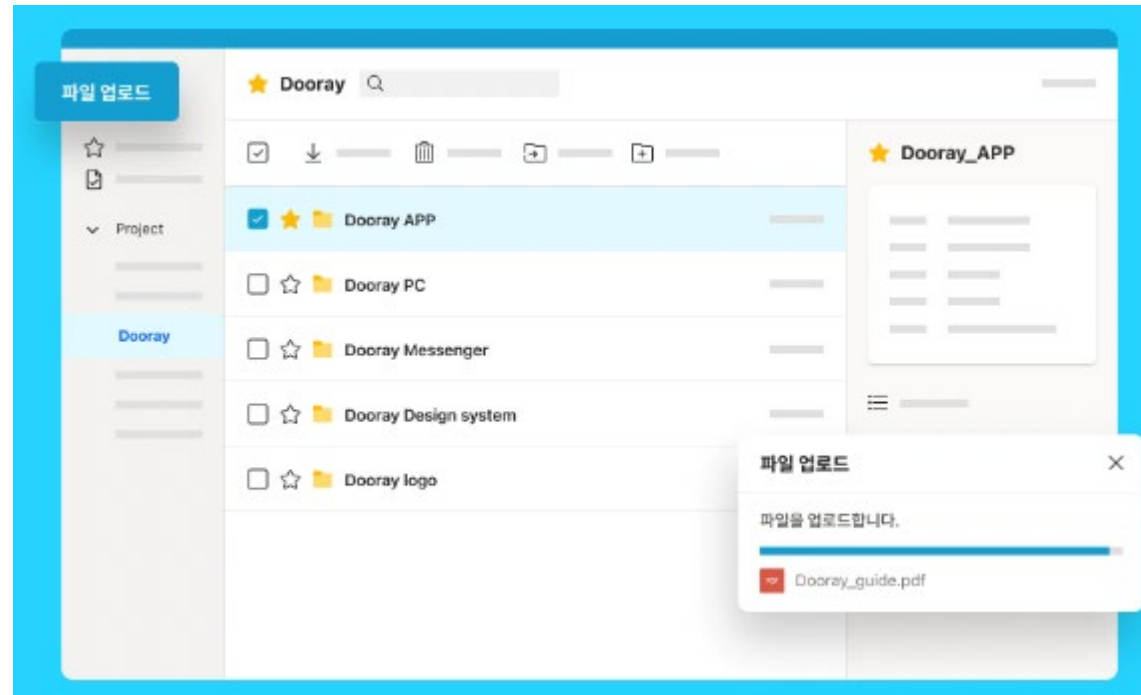 파일 업로드
Dooray
Dooray_APP
Project
Dooray APP
Dooray PC
Dooray
Dooray Messenger
Dooray Design system
Dooray logo
파일 업로드
파일을 업로드합니다.
PDF
Dooray_guide.pdf